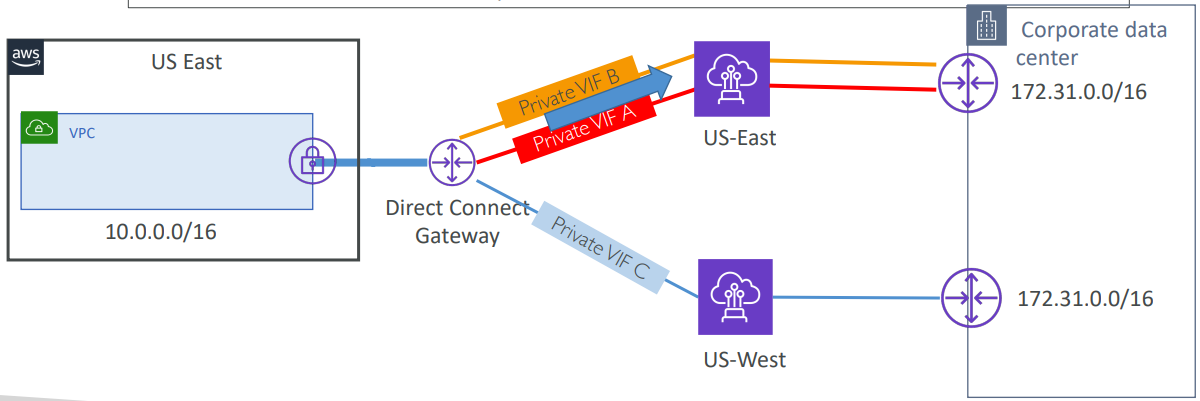 aws
US East
VPC
10.0.0.0/16
Direct Connect
Gateway
Private VIF B
Private VIF A
Private VIF C
US-East
US-West
Corporate data
center
172.31.0.0/16
172.31.0.0/16